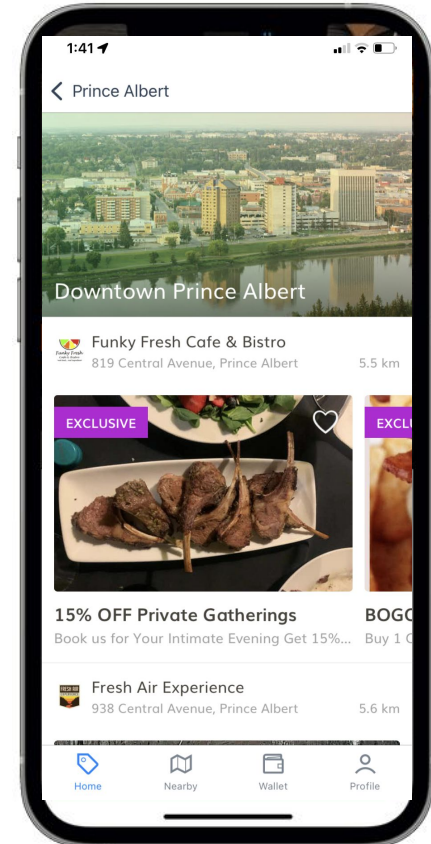 1:41
Prince Albert
Downtown Prince Albert
Funky Fresh Cafe & Bistro
819 Central Avenue, Prince Albert
5.5 km
EXCLUSIVE
EXCLU
15% OFF Private Gatherings
BOGO
Book us for Your Intimate Evening Get 15%...
Buy 1
Fresh Air Experience
938 Central Avenue, Prince Albert
5.6 km
Home
Nearby
Wallet
Profile